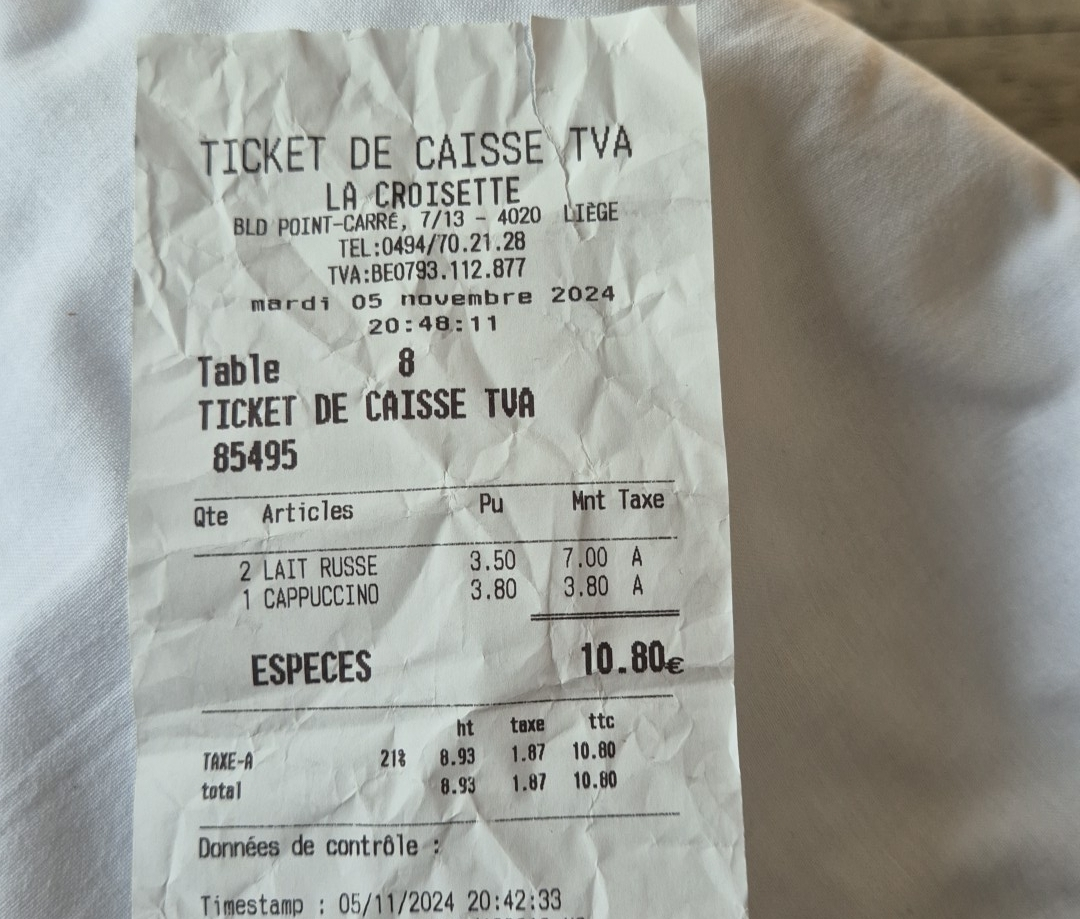 TICKET DE CAISSE TVA
LA CROISETTE
BLD POINT-CARRÉ, 7/13 - 4020 LIÈGE
TEL:0494/70.21.28
TVA:BE0793.112.877
mardi 05 novembre 2024
20:48:11
Table 8
TICKET DE CAISSE TVA
85495
Qte Articles Pu Mnt Taxe
2 LAIT RUSSE 3.50 7.00 A
1 CAPPUCCINO 3.80 3.80 A
ESPECES 10.80€
ht taxe ttc
TAXE-A 21% 8.93 1.87 10.80
total 8.93 1.87 10.80
Données de contrôle :
Timestamp : 05/11/2024 20:42:33